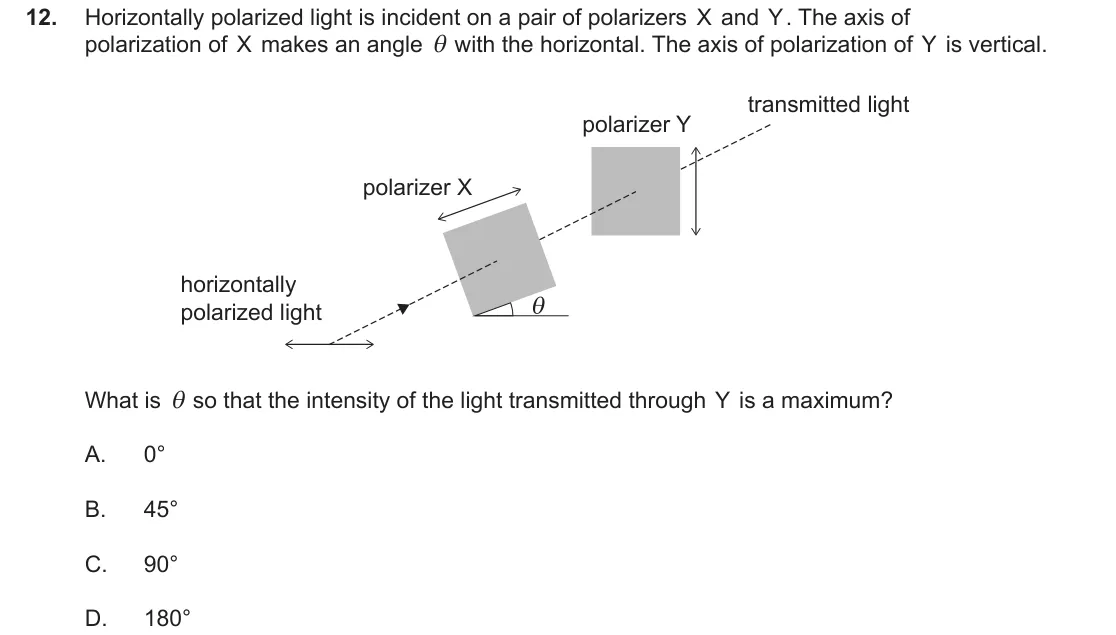 12. Horizontally polarized light is incident on a pair of polarizers X and Y. The axis of
polarization of X makes an angle θ with the horizontal. The axis of polarization of Y is vertical.
transmitted light
polarizer Y
polarizer X
horizontally
polarized light
θ
What is θ so that the intensity of the light transmitted through Y is a maximum?
A. 0°
B. 45°
C. 90°
D. 180°